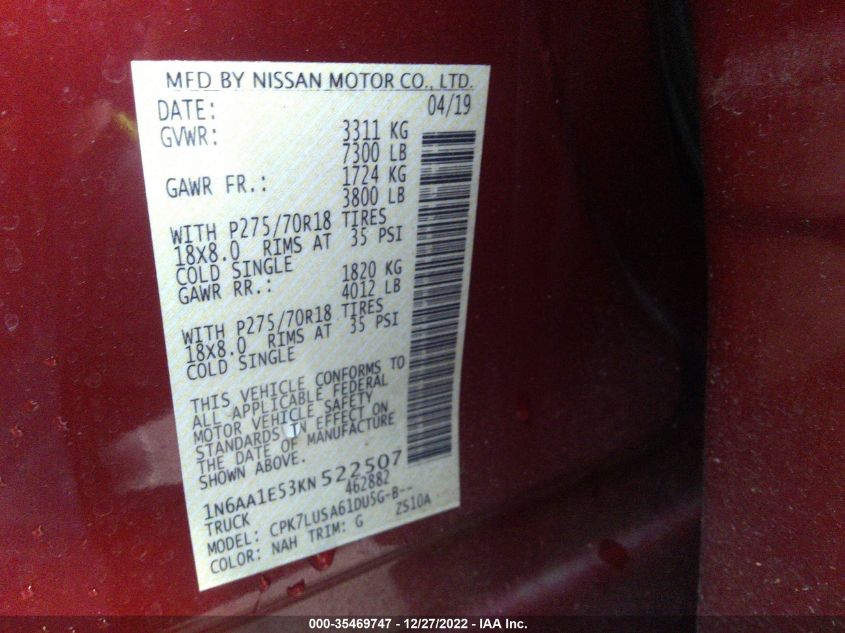 MFD BY NISSAN MOTOR CO., LTD.
DATE: 04/19
GVWR: 3311 KG
7300 LB
GAWR FR.: 1724 KG
3800 LB
WITH P275/70R18 TIRES
18X8.0 RIMS AT 35 PSI
COLD SINGLE
GAWR RR.: 1820 KG
4012 LB
WITH P275/70R18 TIRES
18X8.0 RIMS AT 35 PSI
COLD SINGLE
THIS VEHICLE CONFORMS TO
ALL APPLICABLE FEDERAL
MOTOR VEHICLE SAFETY
STANDARDS IN EFFECT ON
THE DATE OF MANUFACTURE
SHOWN ABOVE.
1N6AA1E53KN 522507
TRUCK 462882
MODEL: CPK7LUSA61DU5G-B--
COLOR: NAH TRIM: G ZS10A
000-35469747 - 12/27/2022 - IAA Inc.